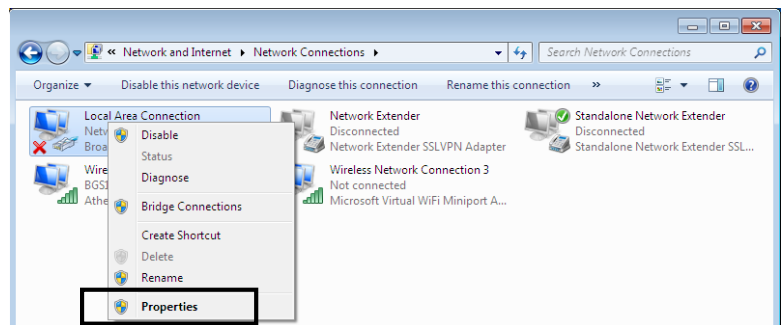 « Network and Internet ▸ Network Connections ▸
Search Network Connections
Organize ▾ Disable this network device Diagnose this connection Rename this connection »
Local Area Connection
Netw
Broa
Network Extender
Disconnected
Network Extender SSLVPN Adapter
Standalone Network Extender
Disconnected
Standalone Network Extender SSL...
Wire
BGS1
Athe
Wireless Network Connection 3
Not connected
Microsoft Virtual WiFi Miniport A...
Disable
Status
Diagnose
Bridge Connections
Create Shortcut
Delete
Rename
Properties